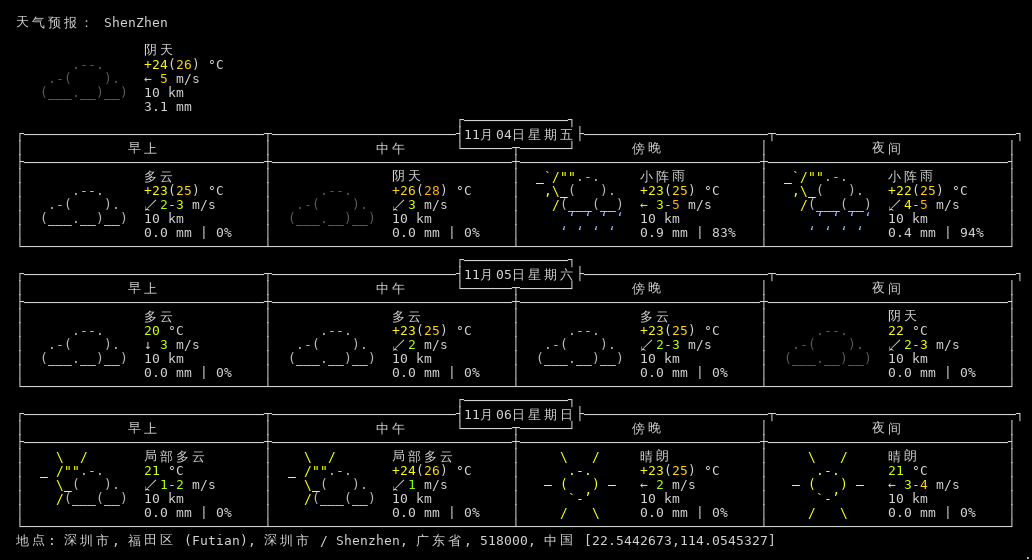 天气预报： ShenZhen
阴天
+24(26) °C
← 5 m/s
10 km
3.1 mm
11月04日星期五
早上 中午 傍晚 夜间
多云 阴天 小阵雨 小阵雨
+23(25) °C +26(28) °C +23(25) °C +22(25) °C
↙ 2-3 m/s ↙ 3 m/s ← 3-5 m/s ↙ 4-5 m/s
10 km 10 km 10 km 10 km
0.0 mm | 0% 0.0 mm | 0% 0.9 mm | 83% 0.4 mm | 94%
11月05日星期六
早上 中午 傍晚 夜间
多云 多云 多云 阴天
20 °C +23(25) °C +23(25) °C 22 °C
↓ 3 m/s ↙ 2 m/s ↙ 2-3 m/s ↙ 2-3 m/s
10 km 10 km 10 km 10 km
0.0 mm | 0% 0.0 mm | 0% 0.0 mm | 0% 0.0 mm | 0%
11月06日星期日
早上 中午 傍晚 夜间
局部多云 局部多云 晴朗 晴朗
21 °C +24(26) °C +23(25) °C 21 °C
↙ 1-2 m/s ↙ 1 m/s ← 2 m/s ← 3-4 m/s
10 km 10 km 10 km 10 km
0.0 mm | 0% 0.0 mm | 0% 0.0 mm | 0% 0.0 mm | 0%
地点: 深圳市, 福田区 (Futian), 深圳市 / Shenzhen, 广东省, 518000, 中国 [22.5442673,114.0545327]